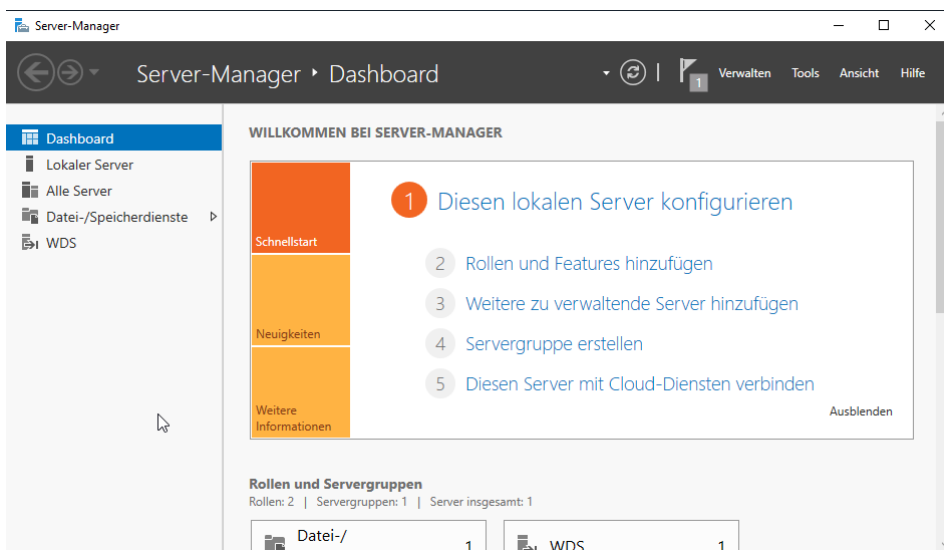 Server-Manager
Server-Manager ‣ Dashboard
1
Verwalten Tools Ansicht Hilfe
Dashboard
Lokaler Server
Alle Server
Datei-/Speicherdienste
WDS
WILLKOMMEN BEI SERVER-MANAGER
Schnellstart
Neuigkeiten
Weitere
Informationen
1 Diesen lokalen Server konfigurieren
2 Rollen und Features hinzufügen
3 Weitere zu verwaltende Server hinzufügen
4 Servergruppe erstellen
5 Diesen Server mit Cloud-Diensten verbinden
Ausblenden
Rollen und Servergruppen
Rollen: 2 | Servergruppen: 1 | Server insgesamt: 1
Datei-/
1
WDS 1